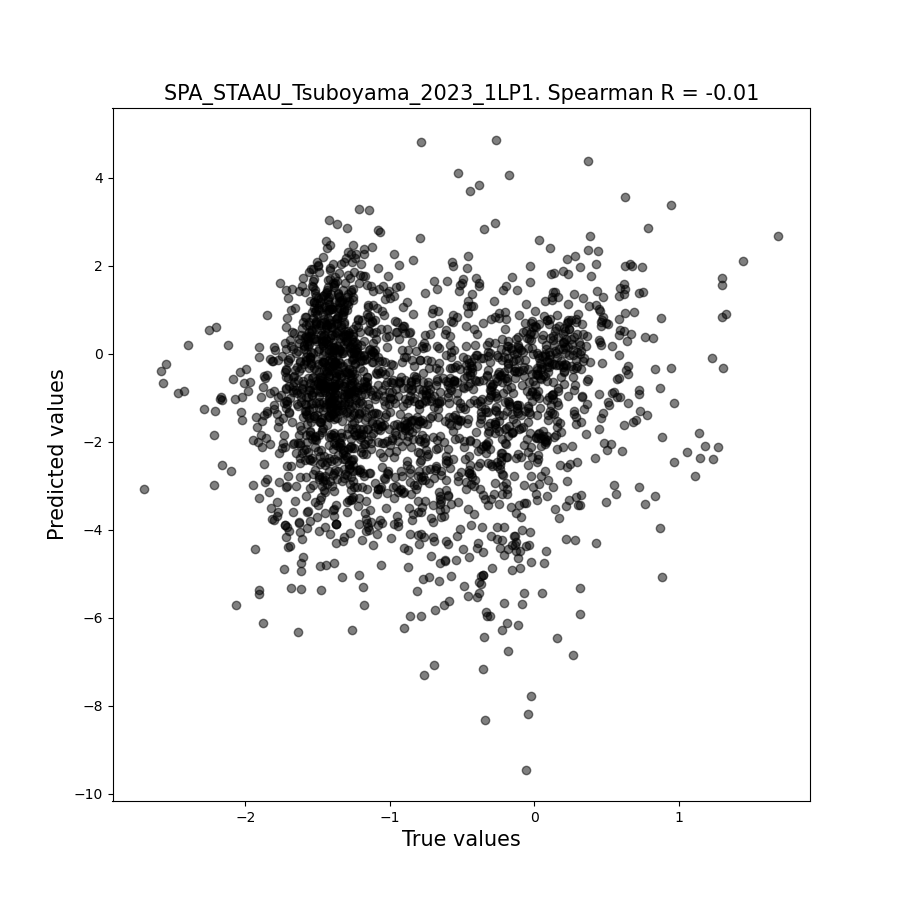 SPA_STAAU_Tsuboyama_2023_1LP1. Spearman R = -0.01
4
2
0
−2
−4
−6
−8
−10
Predicted values
−2 −1 0 1
True values